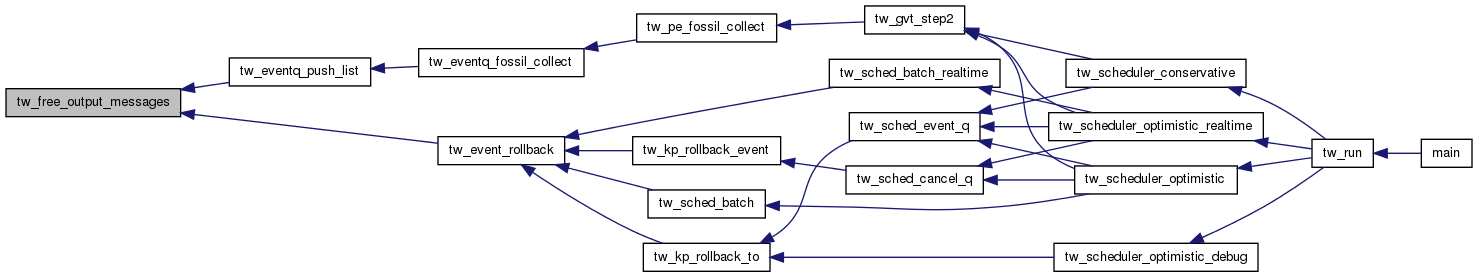 tw_free_output_messages
tw_eventq_push_list
tw_eventq_fossil_collect
tw_pe_fossil_collect
tw_gvt_step2
tw_event_rollback
tw_sched_batch_realtime
tw_kp_rollback_event
tw_sched_batch
tw_kp_rollback_to
tw_sched_event_q
tw_sched_cancel_q
tw_scheduler_conservative
tw_scheduler_optimistic_realtime
tw_scheduler_optimistic
tw_scheduler_optimistic_debug
tw_run
main